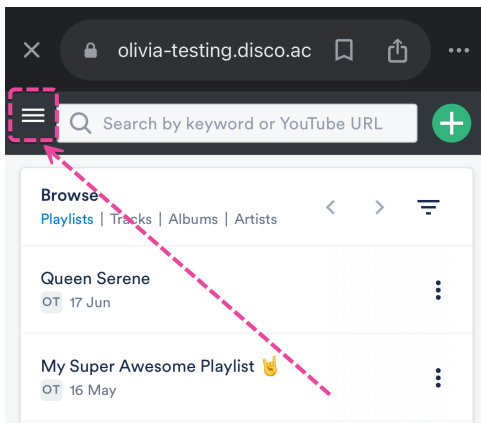 olivia-testing.disco.ac
Search by keyword or YouTube URL
Browse
Playlists | Tracks | Albums | Artists
Queen Serene
OT 17 Jun
My Super Awesome Playlist 🤘
OT 16 May